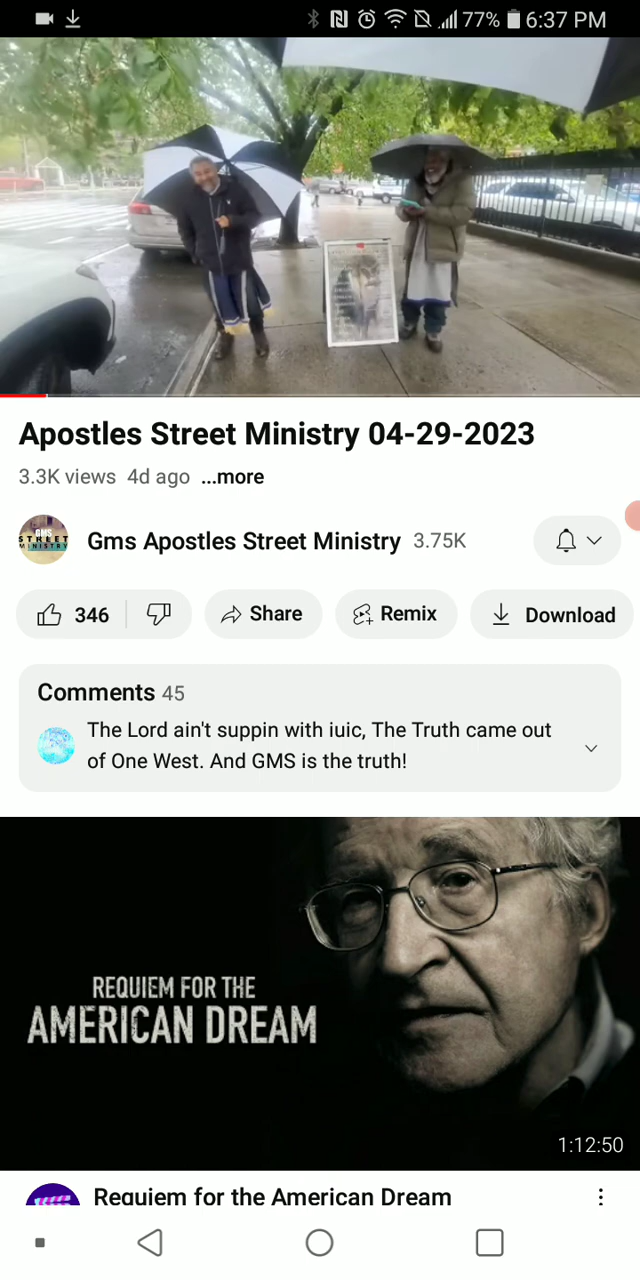 77% 6:37 PM
Apostles Street Ministry 04-29-2023
3.3K views 4d ago ...more
GMS
STREET
MINISTRY
Gms Apostles Street Ministry 3.75K
346 Share Remix Download
Comments 45
The Lord ain't suppin with iuic, The Truth came out
of One West. And GMS is the truth!
REQUIEM FOR THE
AMERICAN DREAM
1:12:50
Requiem for the American Dream